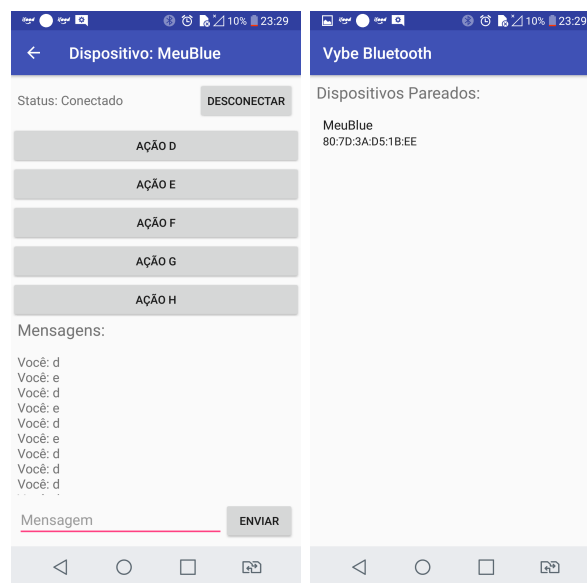 10% 23:29
Dispositivo: MeuBlue
Status: Conectado
DESCONECTAR
AÇÃO D
AÇÃO E
AÇÃO F
AÇÃO G
AÇÃO H
Mensagens:
Você: d
Você: e
Você: d
Você: e
Você: d
Você: e
Você: d
Você: d
Você: d
Mensagem
ENVIAR
10% 23:29
Vybe Bluetooth
Dispositivos Pareados:
MeuBlue
80:7D:3A:D5:1B:EE